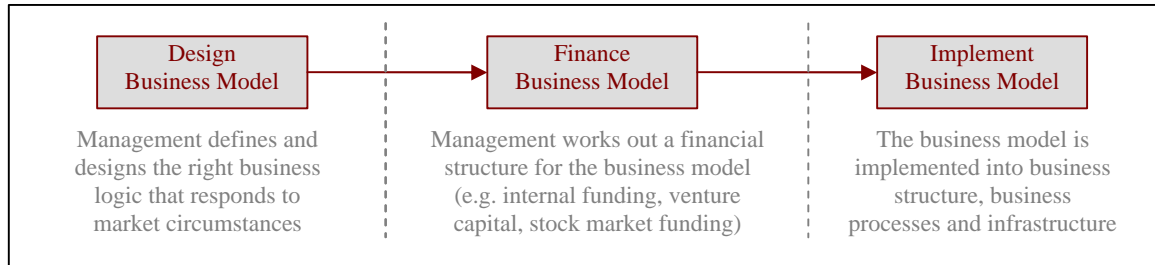 Design
Business Model
Management defines and
designs the right business
logic that responds to
market circumstances
Finance
Business Model
Management works out a financial
structure for the business model
(e.g. internal funding, venture
capital, stock market funding)
Implement
Business Model
The business model is
implemented into business
structure, business
processes and infrastructure